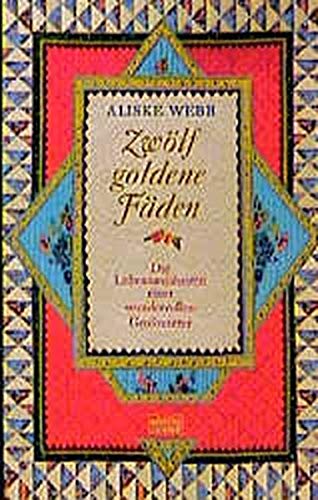 ALISKE WEBB
Zwölf
goldene
Fäden
Die
Lebensweisheiten
einer
wundervollen
Großmutter